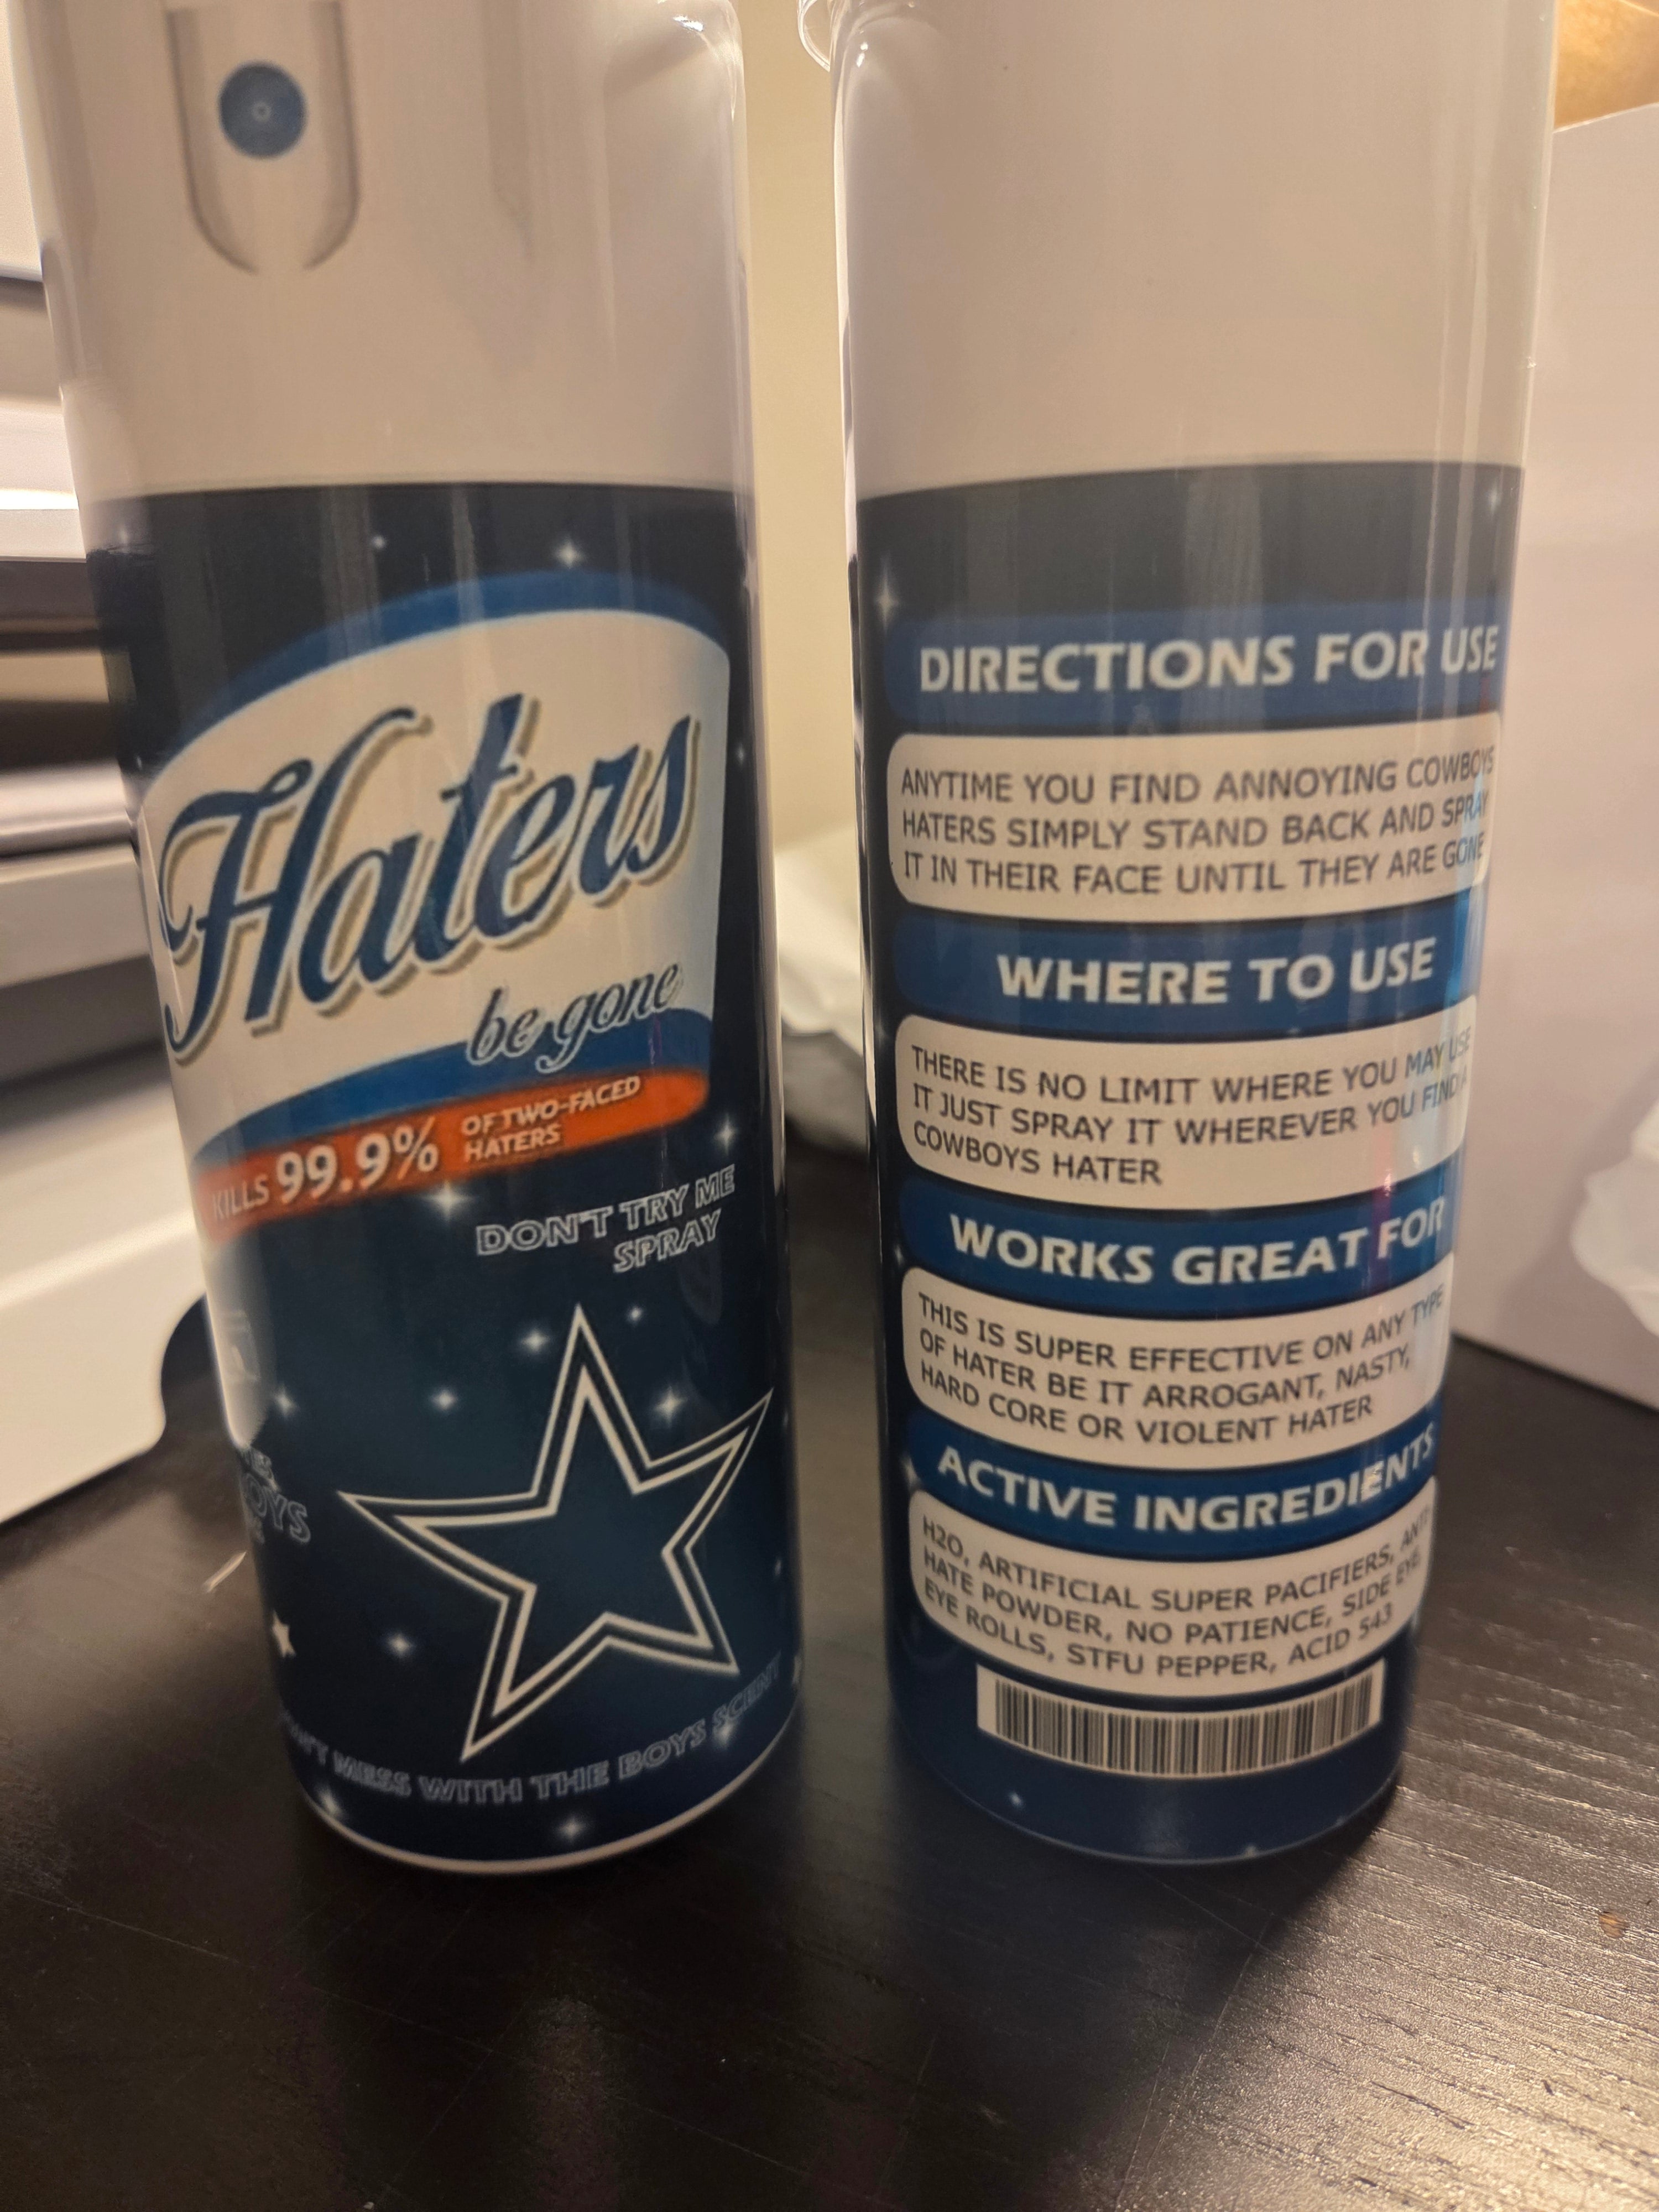 Haters
be gone
KILLS 99.9% OF TWO-FACED
HATERS
DON'T TRY ME
SPRAY
MESS WITH THE BOYS SCENT
DIRECTIONS FOR USE
ANYTIME YOU FIND ANNOYING COWBOYS
HATERS SIMPLY STAND BACK AND SPRAY
IT IN THEIR FACE UNTIL THEY ARE GONE
WHERE TO USE
THERE IS NO LIMIT WHERE YOU MAY USE
IT JUST SPRAY IT WHEREVER YOU FIND A
COWBOYS HATER
WORKS GREAT FOR
THIS IS SUPER EFFECTIVE ON ANY TYPE
OF HATER BE IT ARROGANT, NASTY,
HARD CORE OR VIOLENT HATER
ACTIVE INGREDIENTS
H2O, ARTIFICIAL SUPER PACIFIERS, ANTI
HATE POWDER, NO PATIENCE, SIDE EYE,
EYE ROLLS, STFU PEPPER, ACID 543